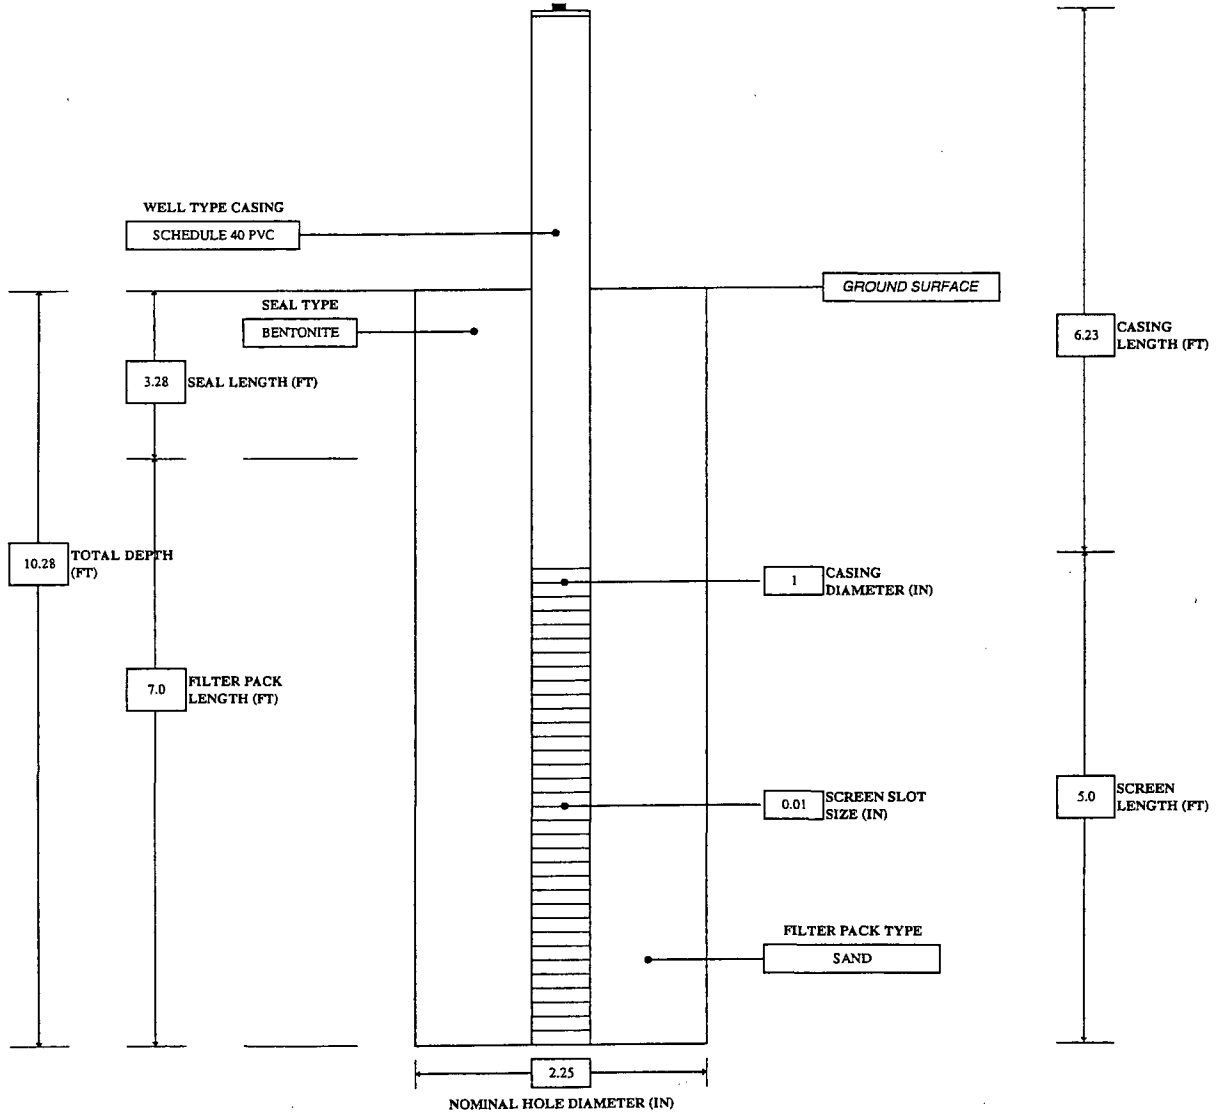 WELL TYPE CASING
SCHEDULE 40 PVC
GROUND SURFACE
SEAL TYPE
BENTONITE
6.23
CASING
LENGTH (FT)
3.28
SEAL LENGTH (FT)
10.28
TOTAL DEPTH
(FT)
1
CASING
DIAMETER (IN)
7.0
FILTER PACK
LENGTH (FT)
0.01
SCREEN SLOT
SIZE (IN)
5.0
SCREEN
LENGTH (FT)
FILTER PACK TYPE
SAND
2.25
NOMINAL HOLE DIAMETER (IN)